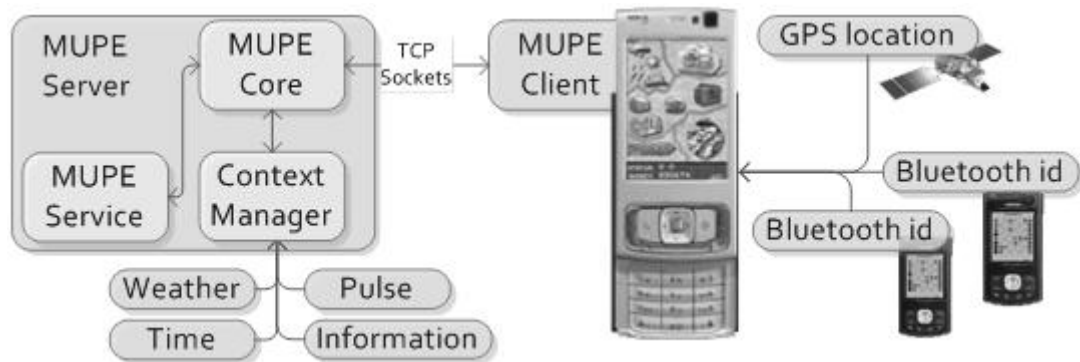 MUPE
Server
MUPE
Core
MUPE
Service
Context
Manager
TCP
Sockets
MUPE
Client
GPS location
Bluetooth id
Bluetooth id
Weather
Pulse
Time
Information